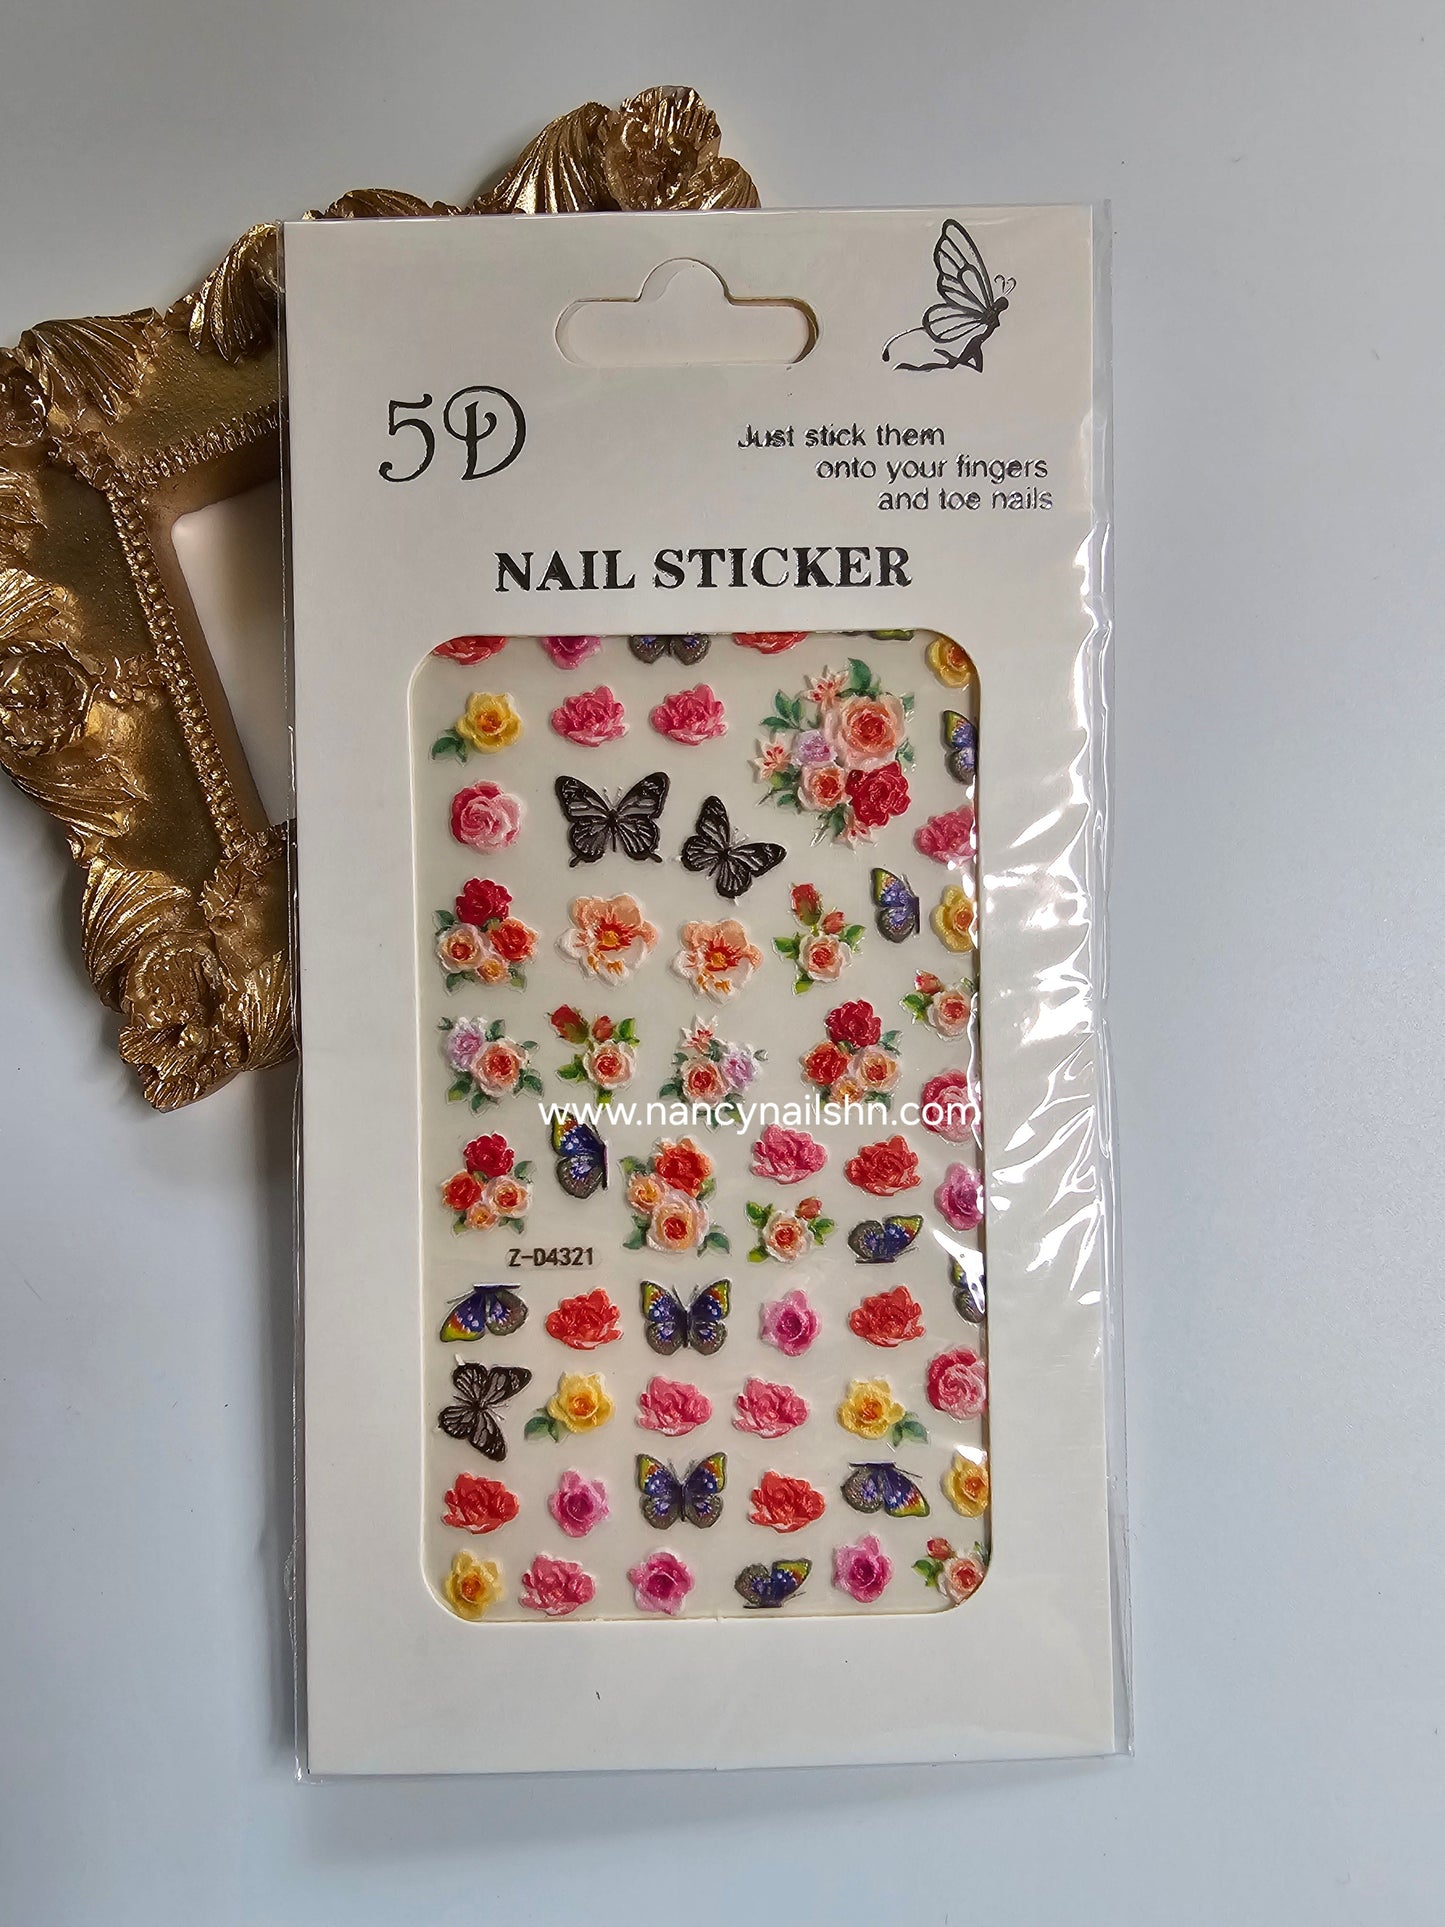 5D
Just stick them
onto your fingers
and toe nails
NAIL STICKER
www.nancynailshn.com
Z-D4321